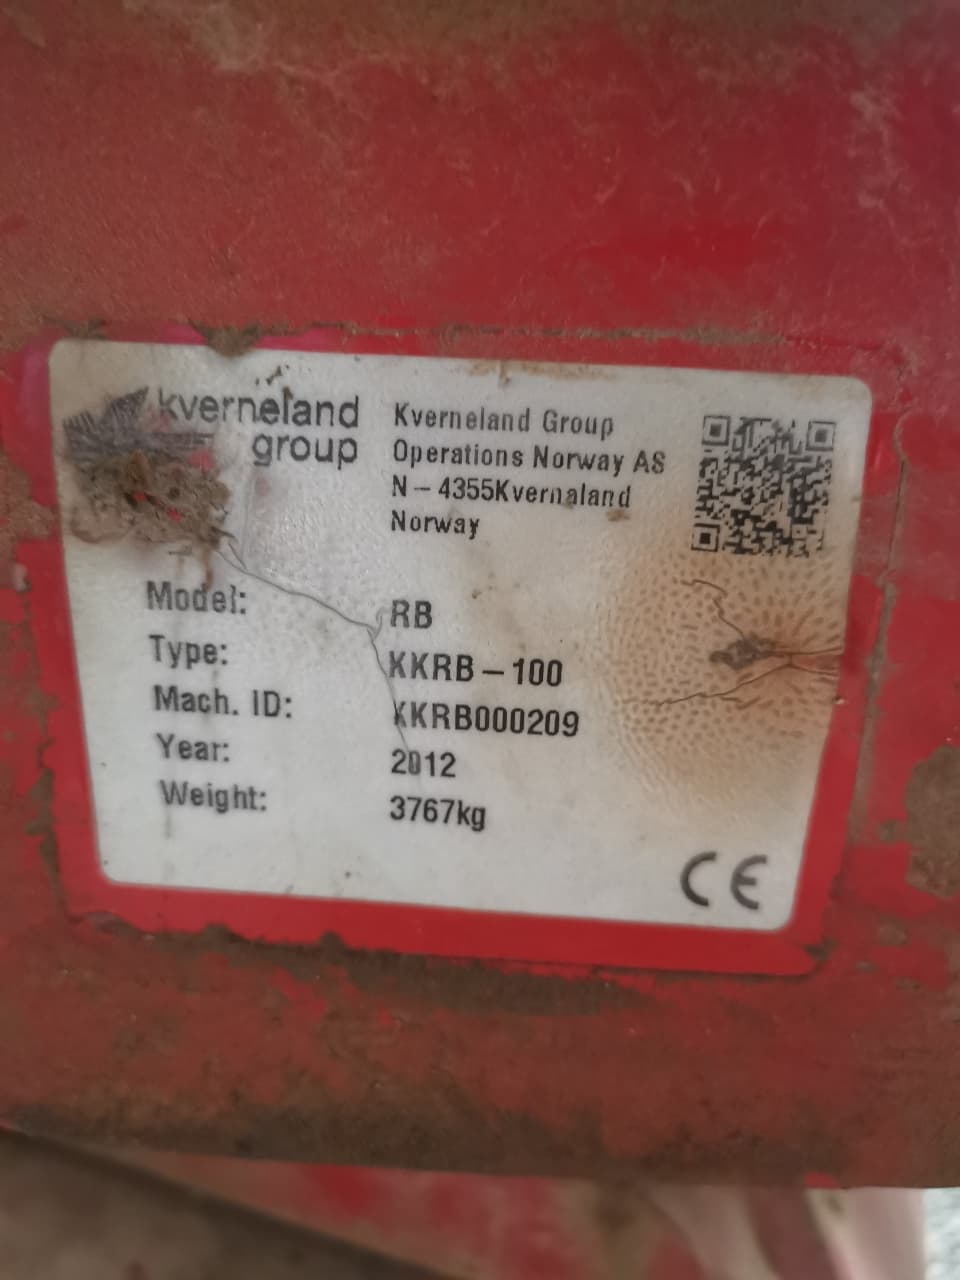 kverneland
group
Kverneland Group
Operations Norway AS
N – 4355Kvernaland
Norway
Model: RB
Type: KKRB – 100
Mach. ID: KKRB000209
Year: 2012
Weight: 3767kg
CE